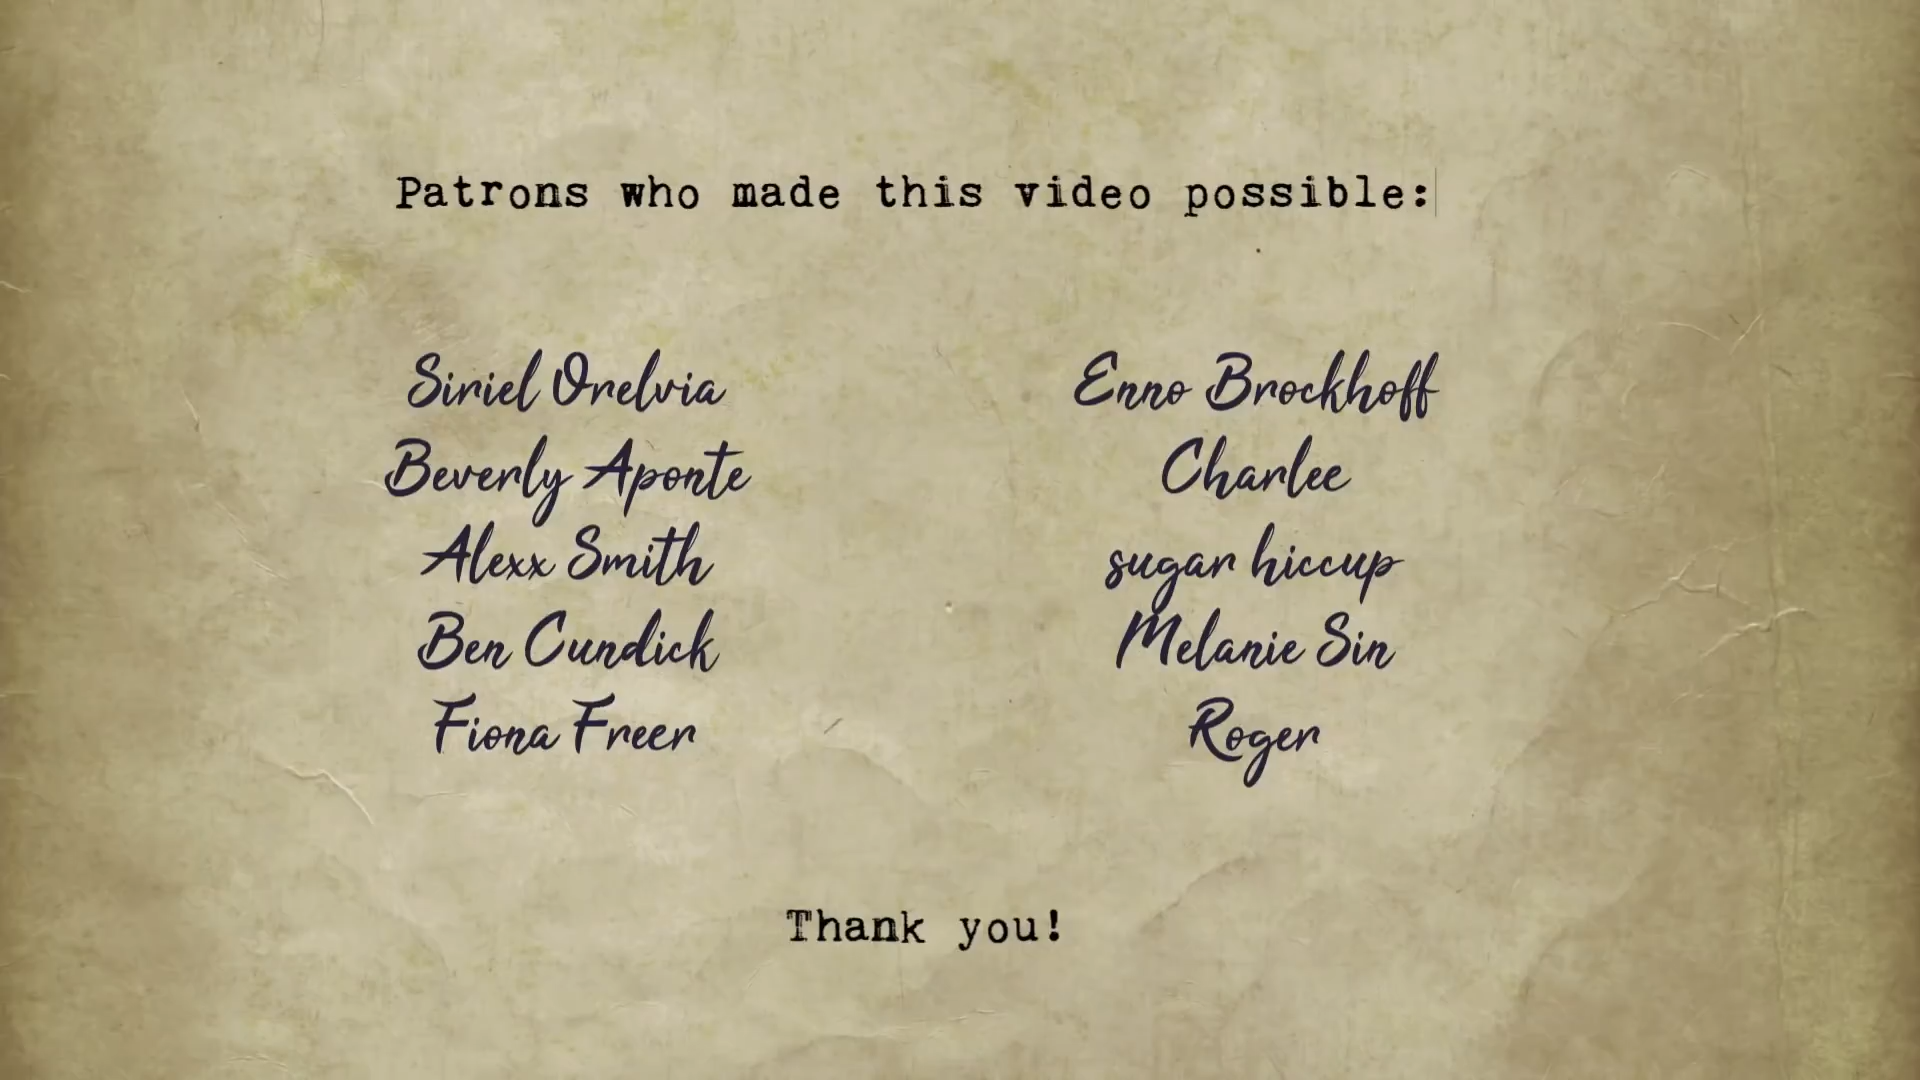 Patrons who made this video possible:
Siriel Orelvia
Beverly Aponte
Alexx Smith
Ben Cundick
Fiona Freer
Enno Brockhoff
Charlee
sugar hiccup
Melanie Sin
Roger
Thank you!